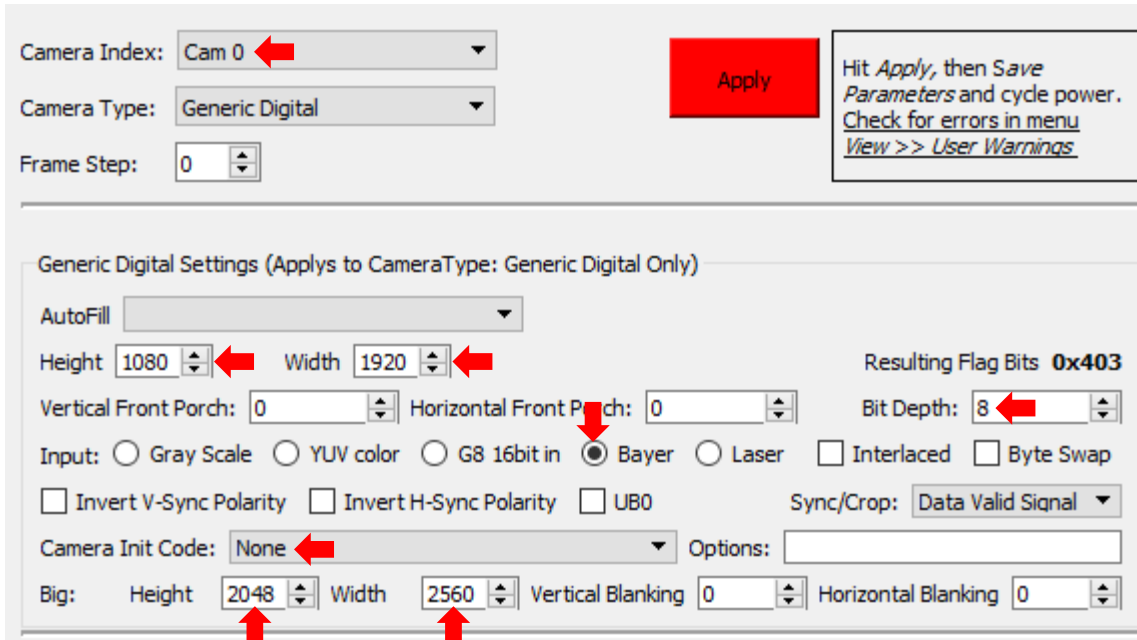 Camera Index: Cam 0
Apply
Hit Apply, then Save
Parameters and cycle power.
Check for errors in menu
View >> User Warnings
Camera Type: Generic Digital
Frame Step: 0
Generic Digital Settings (Applys to CameraType: Generic Digital Only)
AutoFill
Height 1080 Width 1920 Resulting Flag Bits 0x403
Vertical Front Porch: 0 Horizontal Front Porch: 0 Bit Depth: 8
Input: Gray Scale YUV color G8 16bit in Bayer Laser Interlaced Byte Swap
Invert V-Sync Polarity Invert H-Sync Polarity UB0 Sync/Crop: Data Valid Signal
Camera Init Code: None Options:
Big: Height 2048 Width 2560 Vertical Blanking 0 Horizontal Blanking 0